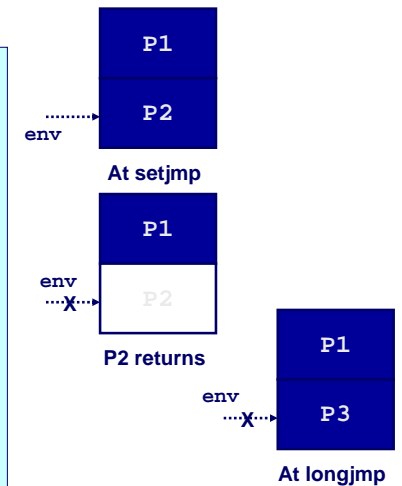 P1
P2
env
At setjmp
P1
env
X
P2
P2 returns
P1
env
X
P3
At longjmp